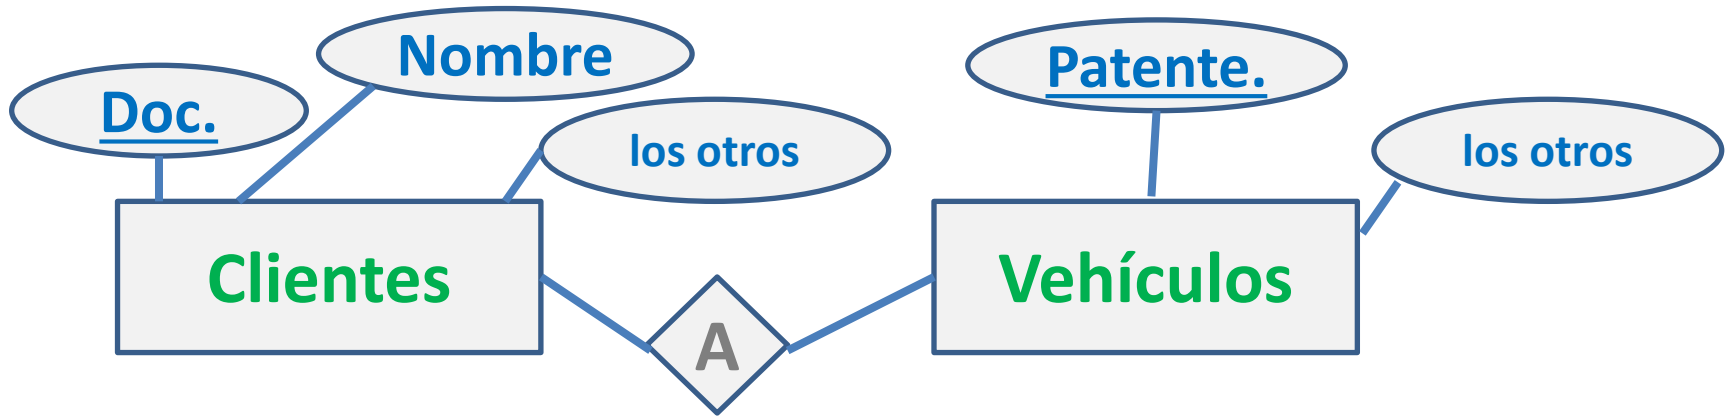 Doc.
Nombre
los otros
Patente.
los otros
Clientes
A
Vehículos